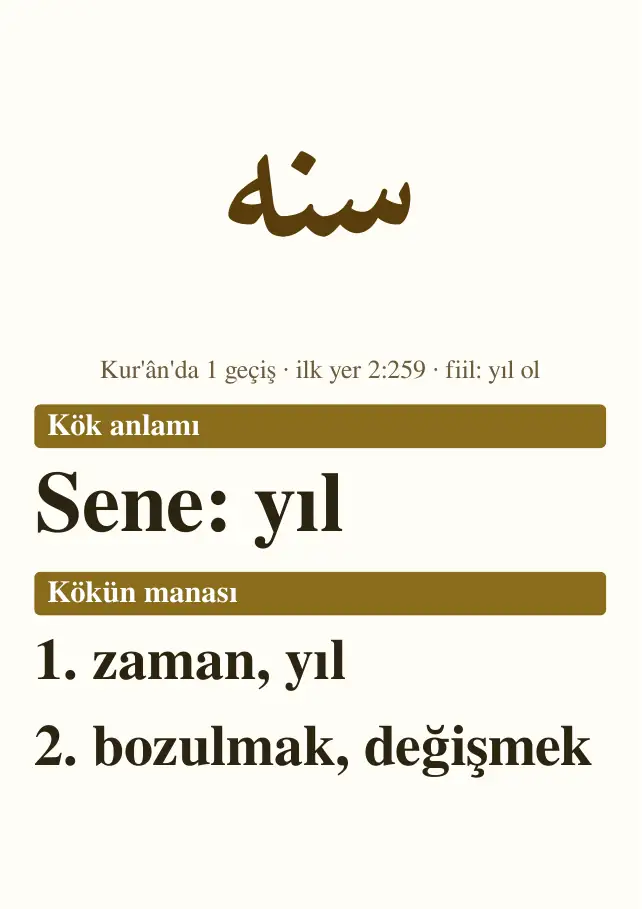 سنه
Kur'ân'da 1 geçiş · ilk yer 2:259 · fiil: yıl ol
Kök anlamı
Sene: yıl
Kökün manası
1. zaman, yıl
2. bozulmak, değişmek